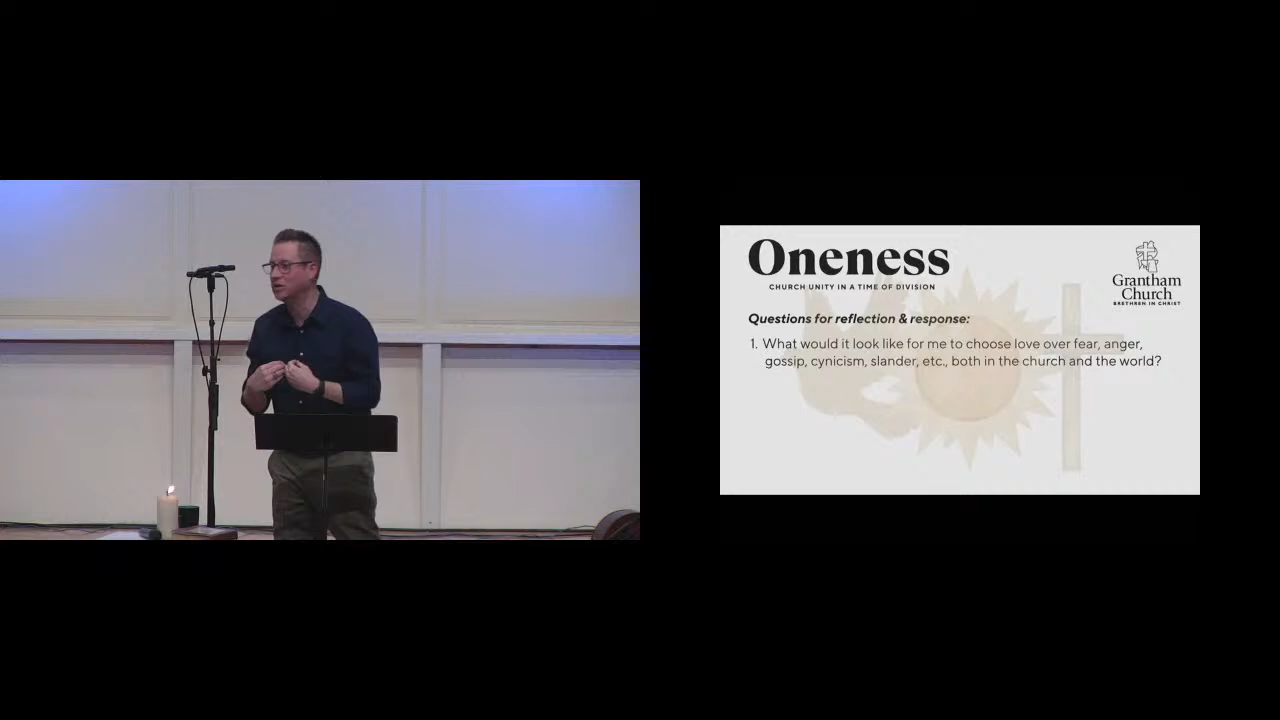 Oneness
CHURCH UNITY IN A TIME OF DIVISION
Grantham
Church
BRETHREN IN CHRIST
Questions for reflection & response:
1. What would it look like for me to choose love over fear, anger,
gossip, cynicism, slander, etc., both in the church and the world?